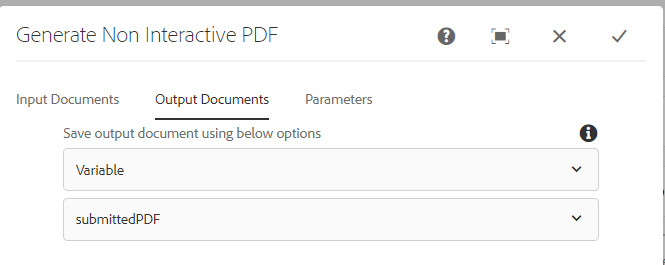 Generate Non Interactive PDF
Input Documents Output Documents Parameters
Save output document using below options
Variable
submittedPDF